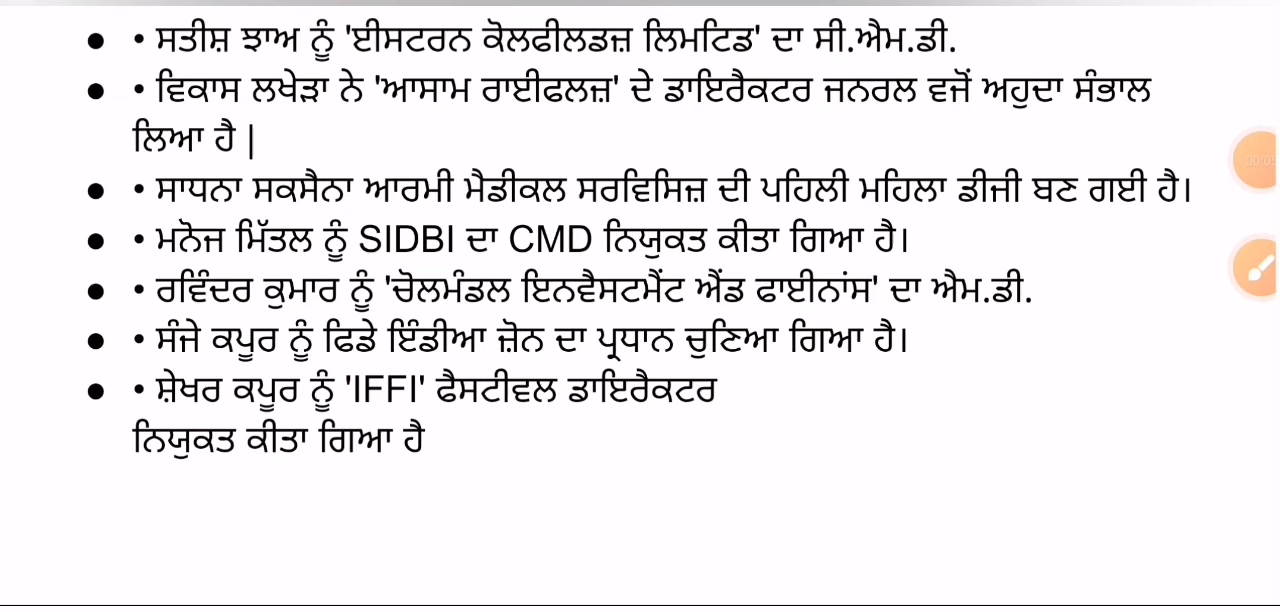 ● • ਸਤੀਸ਼ ਝਾਅ ਨੂੰ 'ਈਸਟਰਨ ਕੋਲਫੀਲਡਜ਼ ਲਿਮਟਿਡ' ਦਾ ਸੀ.ਐਮ.ਡੀ.
● • ਵਿਕਾਸ ਲਖੇੜਾ ਨੇ 'ਆਸਾਮ ਰਾਈਫਲਜ਼' ਦੇ ਡਾਇਰੈਕਟਰ ਜਨਰਲ ਵਜੋਂ ਅਹੁਦਾ ਸੰਭਾਲ
ਲਿਆ ਹੈ |
● • ਸਾਧਨਾ ਸਕਸੈਨਾ ਆਰਮੀ ਮੈਡੀਕਲ ਸਰਵਿਸਿਜ਼ ਦੀ ਪਹਿਲੀ ਮਹਿਲਾ ਡੀਜੀ ਬਣ ਗਈ ਹੈ।
● • ਮਨੋਜ ਮਿੱਤਲ ਨੂੰ SIDBI ਦਾ CMD ਨਿਯੁਕਤ ਕੀਤਾ ਗਿਆ ਹੈ।
● • ਰਵਿੰਦਰ ਕੁਮਾਰ ਨੂੰ 'ਚੋਲਮੰਡਲ ਇਨਵੈਸਟਮੈਂਟ ਐਂਡ ਫਾਈਨਾਂਸ' ਦਾ ਐਮ.ਡੀ.
● • ਸੰਜੇ ਕਪੂਰ ਨੂੰ ਫਿਡੇ ਇੰਡੀਆ ਜ਼ੋਨ ਦਾ ਪ੍ਰਧਾਨ ਚੁਣਿਆ ਗਿਆ ਹੈ।
● • ਸ਼ੇਖਰ ਕਪੂਰ ਨੂੰ 'IFFI' ਫੈਸਟੀਵਲ ਡਾਇਰੈਕਟਰ
ਨਿਯੁਕਤ ਕੀਤਾ ਗਿਆ ਹੈ